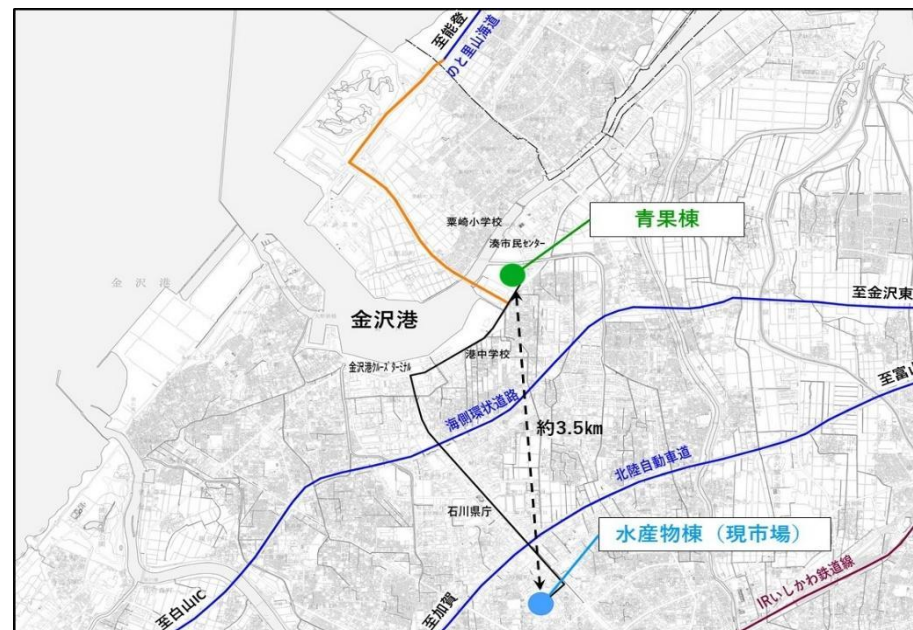 至能登
のと里山海道
粟崎小学校
湊市民センター
青果棟
金沢港
至金沢東
金沢港
港中学校
金沢港クルーズターミナル
至富山
海側環状道路
約3.5km
北陸自動車道
石川県庁
水産物棟（現市場）
IRいしかわ鉄道線
至白山IC
至加賀